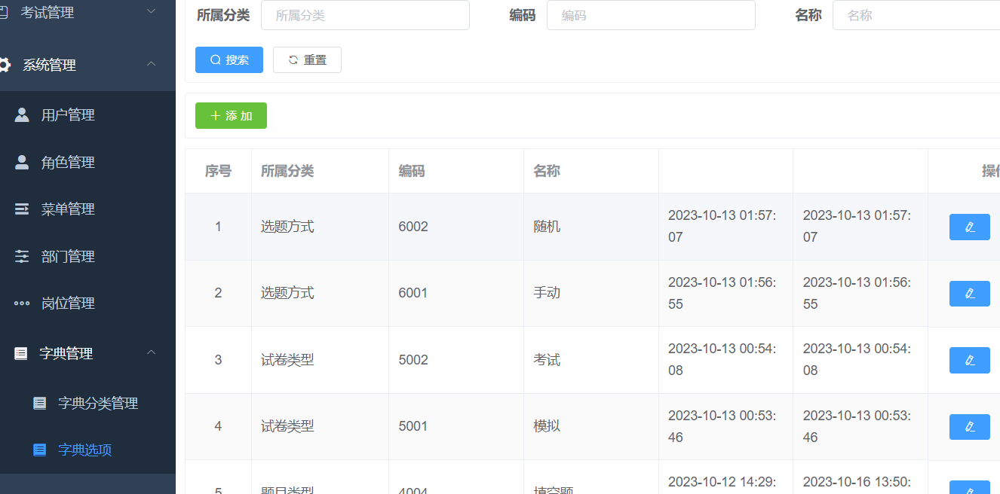 考试管理
系统管理
用户管理
角色管理
菜单管理
部门管理
岗位管理
字典管理
字典分类管理
字典选项
所属分类 所属分类 编码 编码 名称 名称
搜索 重置
添加
序号 所属分类 编码 名称
1 选题方式 6002 随机 2023-10-13 01:57:07 2023-10-13 01:57:07
2 选题方式 6001 手动 2023-10-13 01:56:55 2023-10-13 01:56:55
3 试卷类型 5002 考试 2023-10-13 00:54:08 2023-10-13 00:54:08
4 试卷类型 5001 模拟 2023-10-13 00:53:46 2023-10-13 00:53:46
5 题目类型 4004 填空题 2023-10-12 14:29: 2023-10-16 13:50: